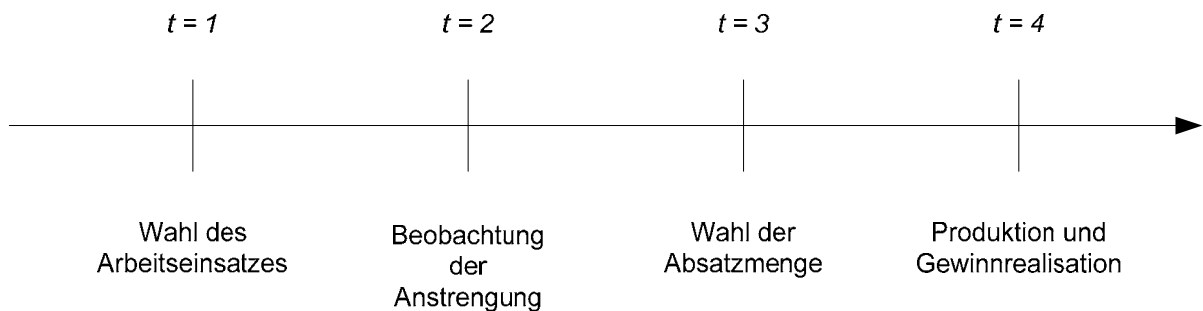 t = 1 t = 2 t = 3 t = 4
Wahl des
Arbeitseinsatzes
Beobachtung
der
Anstrengung
Wahl der
Absatzmenge
Produktion und
Gewinnrealisation